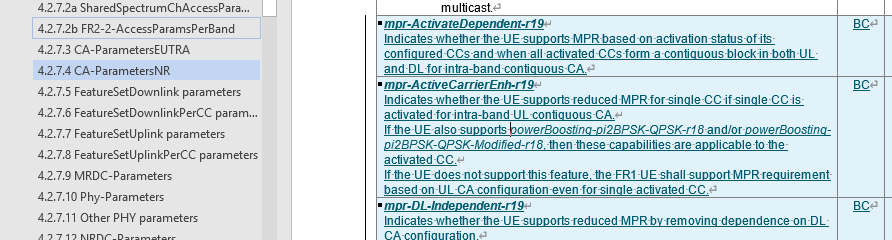 4.2.7.2a SharedSpectrumChAccessPara...
4.2.7.2b FR2-2-AccessParamsPerBand
4.2.7.3 CA-ParametersEUTRA
4.2.7.4 CA-ParametersNR
4.2.7.5 FeatureSetDownlink parameters
4.2.7.6 FeatureSetDownlinkPerCC param...
4.2.7.7 FeatureSetUplink parameters
4.2.7.8 FeatureSetUplinkPerCC parameters
4.2.7.9 MRDC-Parameters
4.2.7.10 Phy-Parameters
4.2.7.11 Other PHY parameters
4.2.7.12 NRDC-Parameters
multicast.
mpr-ActivateDependent-r19 BC
Indicates whether the UE supports MPR based on activation status of its
configured CCs and when all activated CCs form a contiguous block in both UL
and DL for intra-band contiguous CA.
mpr-ActiveCarrierEnh-r19 BC
Indicates whether the UE supports reduced MPR for single CC if single CC is
activated for intra-band UL contiguous CA.
If the UE also supports powerBoosting-pi2BPSK-QPSK-r18 and/or powerBoosting-
pi2BPSK-QPSK-Modified-r18, then these capabilities are applicable to the
activated CC.
If the UE does not support this feature, the FR1 UE shall support MPR requirement
based on UL CA configuration even for single activated CC.
mpr-DL-Independent-r19 BC
Indicates whether the UE supports reduced MPR by removing dependence on DL
CA configuration.